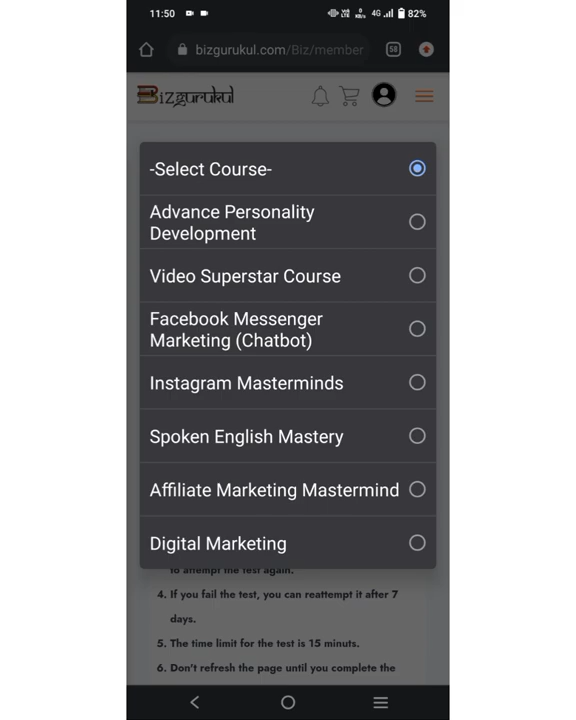 11:50
4G
82%
bizgurukul.com/Biz/member
58
Bizgurukul
-Select Course-
Advance Personality
Development
Video Superstar Course
Facebook Messenger
Marketing (Chatbot)
Instagram Masterminds
Spoken English Mastery
Affiliate Marketing Mastermind
Digital Marketing
to attempt the test again.
4. If you fail the test, you can reattempt it after 7
days.
5. The time limit for the test is 15 minuts.
6. Don't refresh the page until you complete the